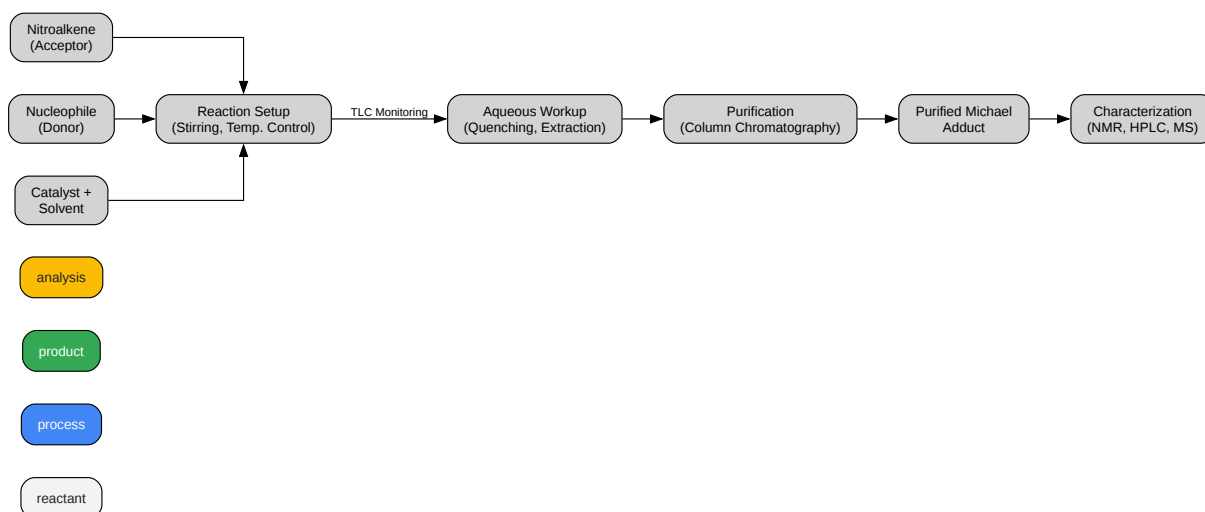 Nitroalkene
(Acceptor)
Nucleophile
(Donor)
Reaction Setup
(Stirring, Temp. Control)
TLC Monitoring
Aqueous Workup
(Quenching, Extraction)
Purification
(Column Chromatography)
Purified Michael
Adduct
Characterization
(NMR, HPLC, MS)
Catalyst +
Solvent
analysis
product
process
reactant